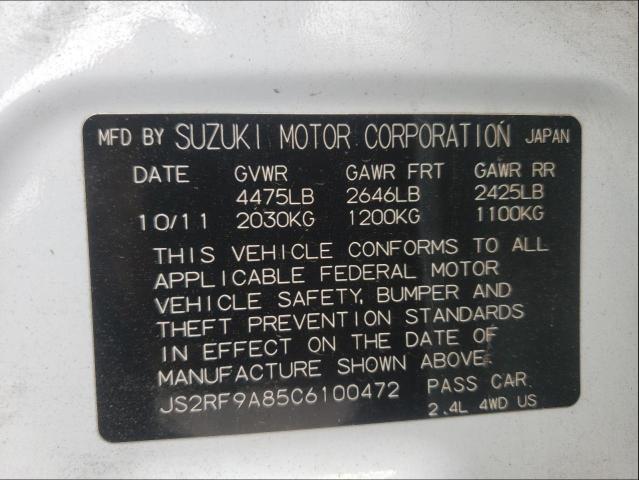 MFD BY SUZUKI MOTOR CORPORATION JAPAN
DATE GVWR GAWR FRT GAWR RR
4475LB 2646LB 2425LB
10/11 2030KG 1200KG 1100KG
THIS VEHICLE CONFORMS TO ALL
APPLICABLE FEDERAL MOTOR
VEHICLE SAFETY, BUMPER AND
THEFT PREVENTION STANDARDS
IN EFFECT ON THE DATE OF
MANUFACTURE SHOWN ABOVE.
JS2RF9A85C6100472 PASS CAR
2.4L 4WD US